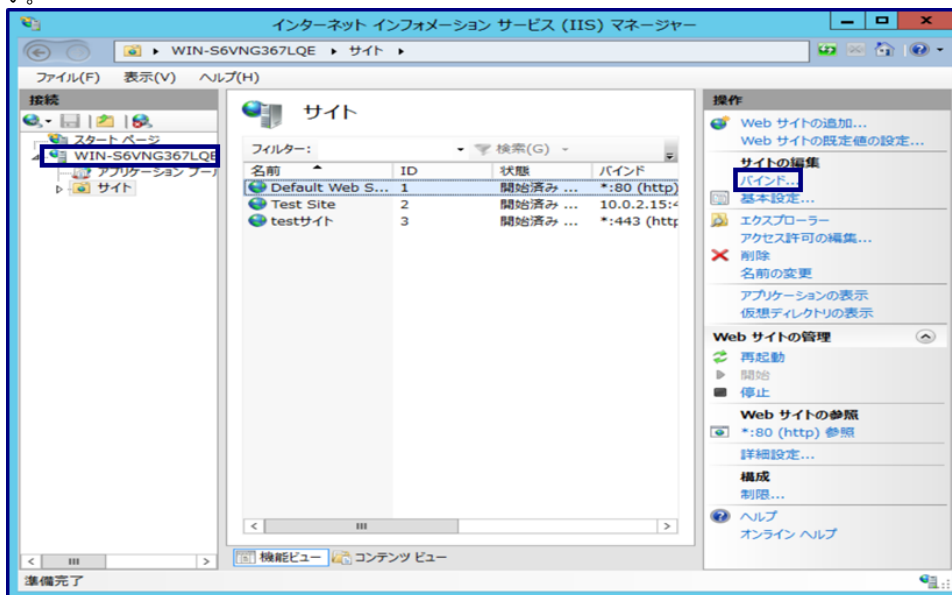 い。
インターネット インフォメーション サービス (IIS) マネージャー
WIN-S6VNG367LQE サイト
ファイル(F) 表示(V) ヘルプ(H)
接続
スタート ページ
WIN-S6VNG367LQE
アプリケーション プール
サイト
サイト
フィルター: 検索(G)
名前 ID 状態 バインド
Default Web S... 1 開始済み ... *:80 (http)
Test Site 2 開始済み ... 10.0.2.15:4
testサイト 3 開始済み ... *:443 (http
機能ビュー コンテンツ ビュー
操作
Web サイトの追加...
Web サイトの既定値の設定...
サイトの編集
バインド...
基本設定...
エクスプローラー
アクセス許可の編集...
削除
名前の変更
アプリケーションの表示
仮想ディレクトリの表示
Web サイトの管理
再起動
開始
停止
Web サイトの参照
*:80 (http) 参照
詳細設定...
構成
制限...
ヘルプ
オンライン ヘルプ
準備完了